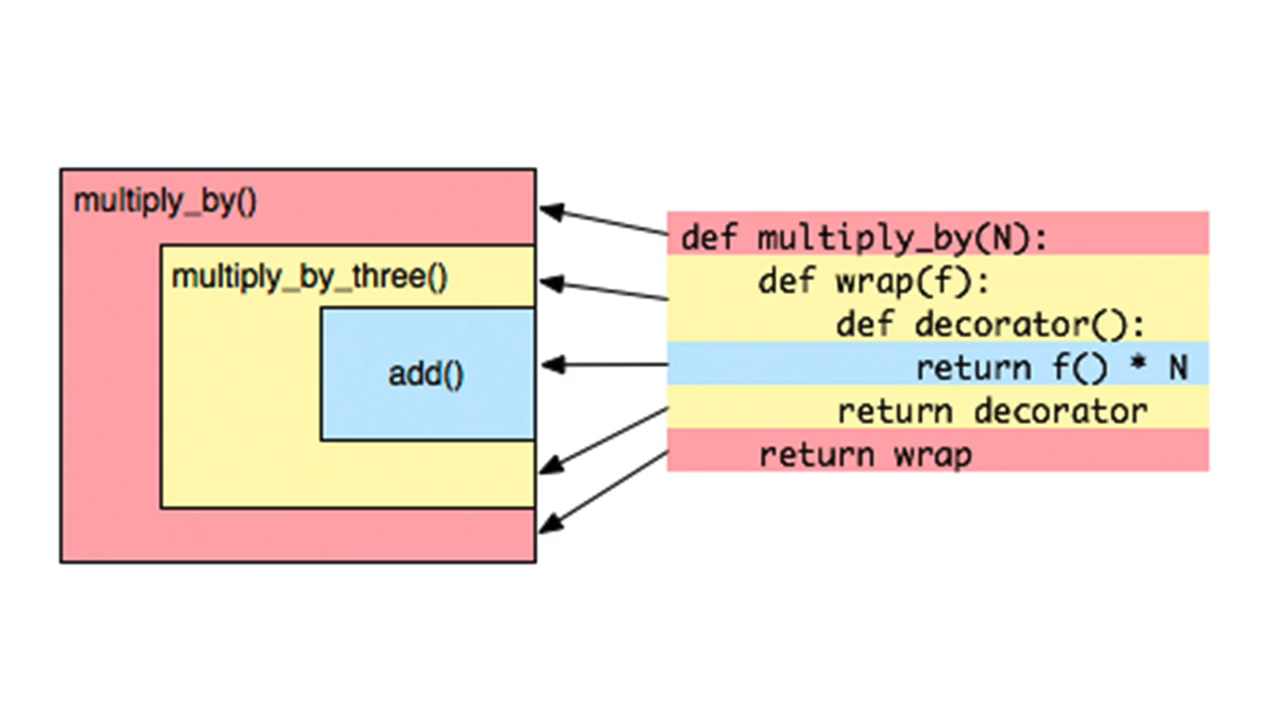 multiply_by()
multiply_by_three()
add()
def multiply_by(N):
    def wrap(f):
        def decorator():
            return f() * N
        return decorator
    return wrap